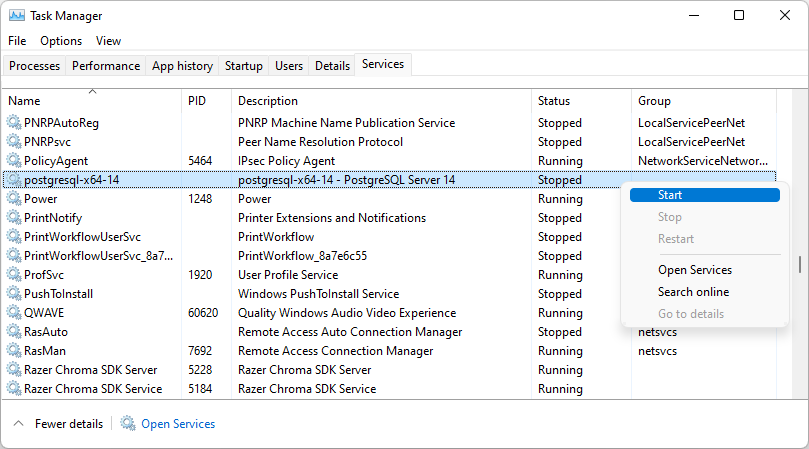 Task Manager
File Options View
Processes Performance App history Startup Users Details Services
Name PID Description Status Group
PNRPAutoReg PNRP Machine Name Publication Service Stopped LocalServicePeerNet
PNRPsvc Peer Name Resolution Protocol Stopped LocalServicePeerNet
PolicyAgent 5464 IPsec Policy Agent Running NetworkServiceNetwor...
postgresql-x64-14 postgresql-x64-14 - PostgreSQL Server 14 Stopped
Power 1248 Power Running
Start
PrintNotify Printer Extensions and Notifications Stopped
Stop
PrintWorkflowUserSvc PrintWorkflow Stopped
Restart
PrintWorkflowUserSvc_8a7... PrintWorkflow_8a7e6c55 Stopped
ProfSvc 1920 User Profile Service Running
Open Services
PushToInstall Windows PushToInstall Service Stopped
Search online
QWAVE 60620 Quality Windows Audio Video Experience Running
Go to details
RasAuto Remote Access Auto Connection Manager Stopped netsvcs
RasMan 7692 Remote Access Connection Manager Running netsvcs
Razer Chroma SDK Server 5228 Razer Chroma SDK Server Running
Razer Chroma SDK Service 5184 Razer Chroma SDK Service Running
Fewer details Open Services